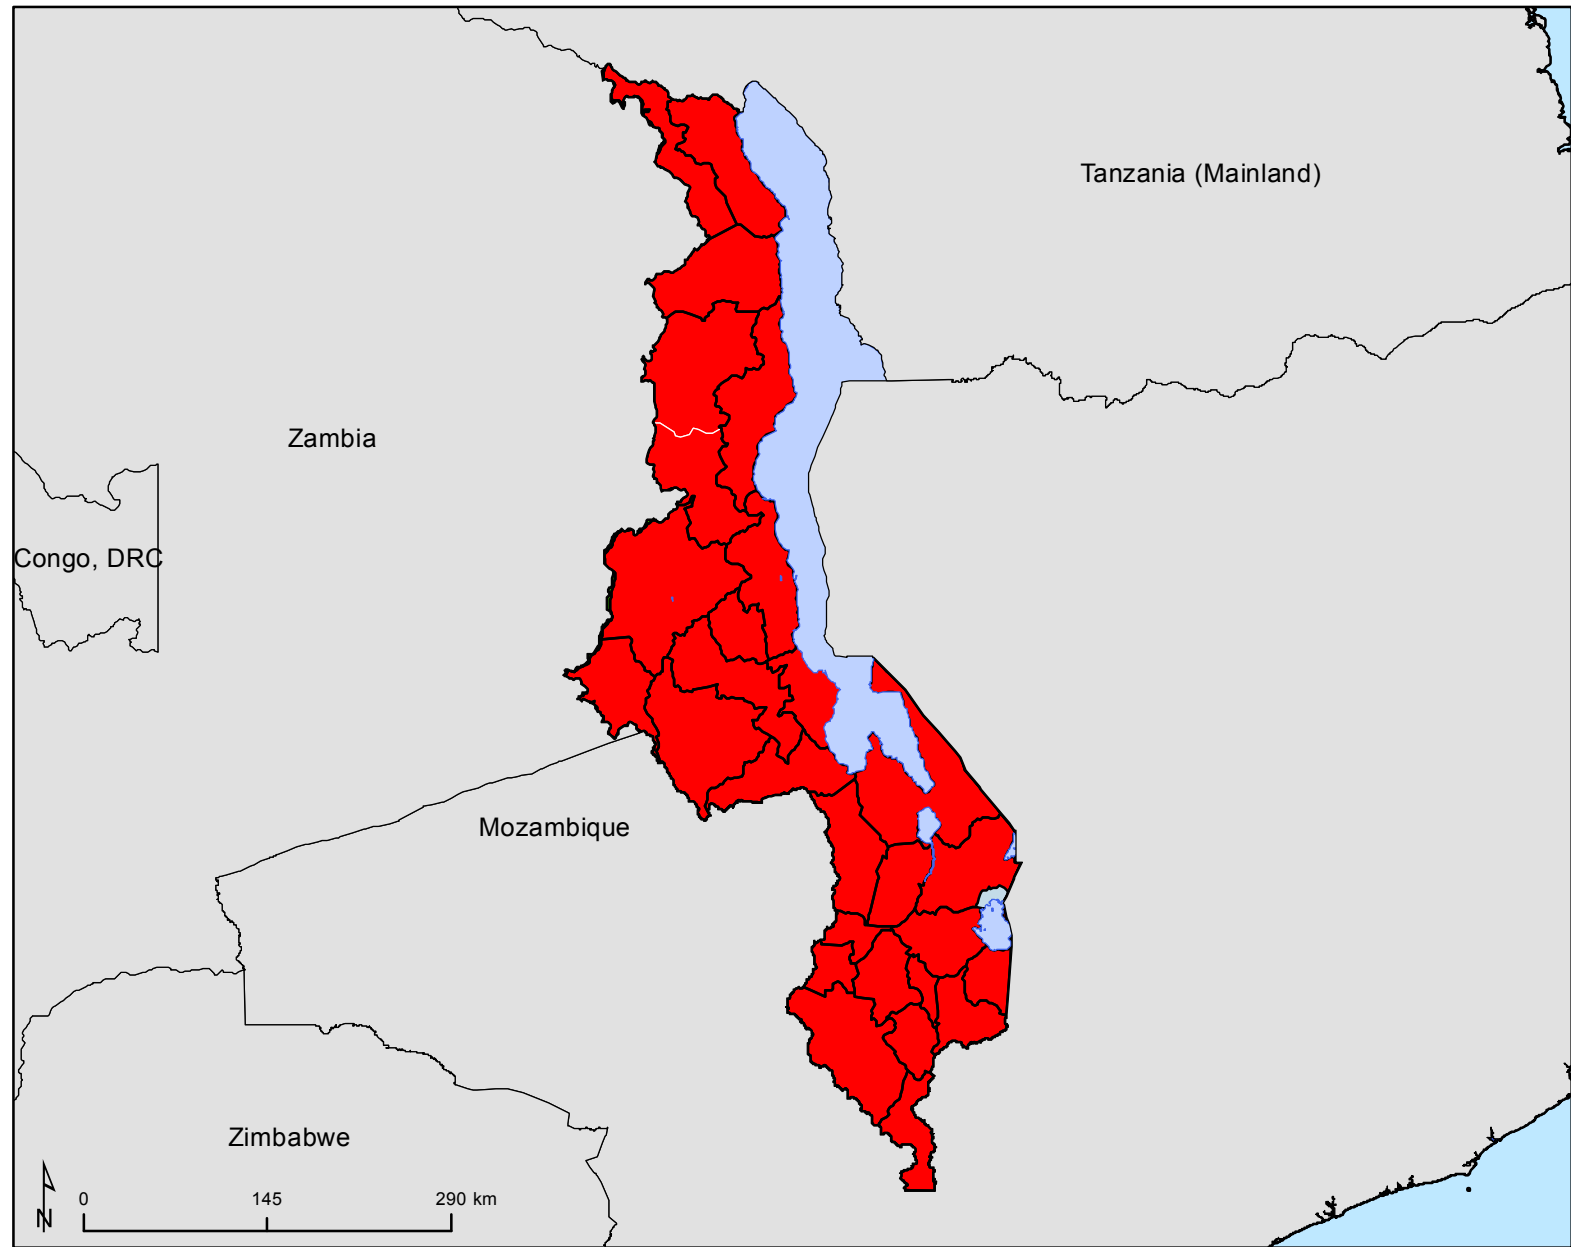 Tanzania (Mainland)
Zambia
Congo, DRC
Mozambique
Zimbabwe
N
0 145 290 km